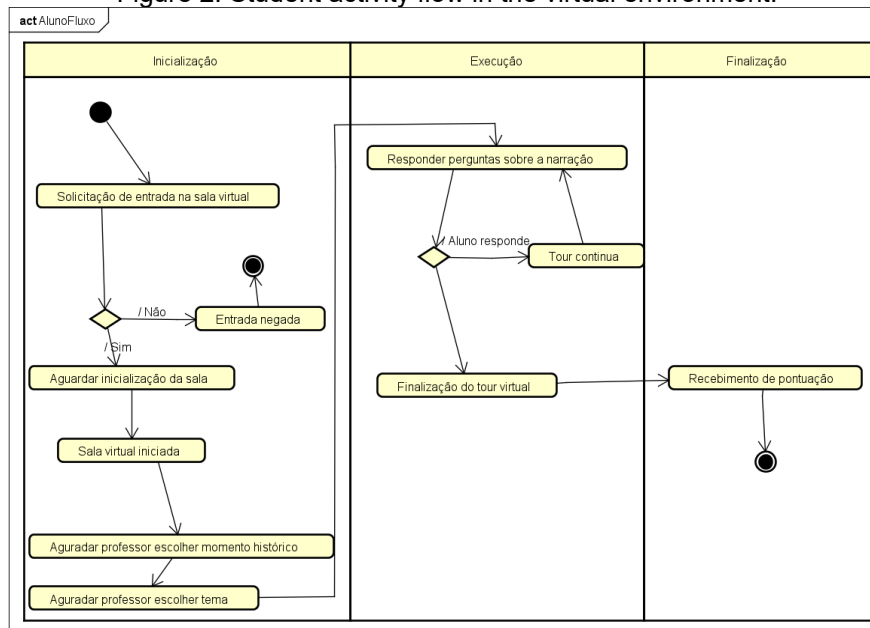 Figure 2: Student activity flow in the virtual environment.
act AlunoFluxo
Inicialização
Execução
Finalização
Solicitação de entrada na sala virtual
/ Não
Entrada negada
/ Sim
Aguardar inicialização da sala
Sala virtual iniciada
Aguradar professor escolher momento histórico
Aguradar professor escolher tema
Responder perguntas sobre a narração
/ Aluno responde
Tour continua
Finalização do tour virtual
Recebimento de pontuação